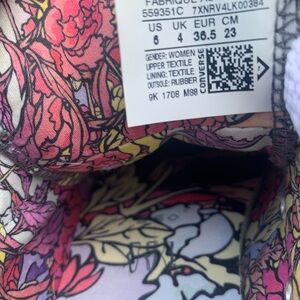 FABRIQUE
559351C 7XNRV4LK00384
US UK EUR CM
6 4 36.5 23
GENDER: WOMEN
UPPER: TEXTILE
LINING: TEXTILE
OUTSOLE: RUBBER
9K 1708 M88
CONVERSE